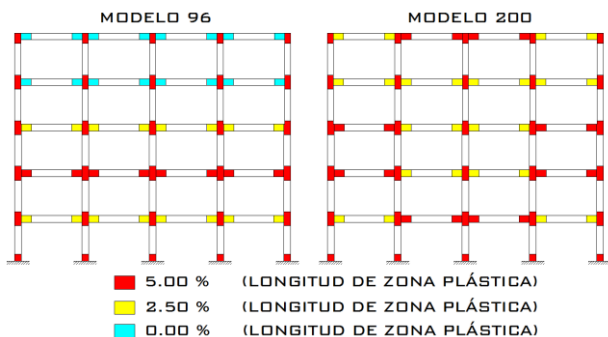 MODELO 96
MODELO 200
5.00 % (LONGITUD DE ZONA PLÁSTICA)
2.50 % (LONGITUD DE ZONA PLÁSTICA)
0.00 % (LONGITUD DE ZONA PLÁSTICA)